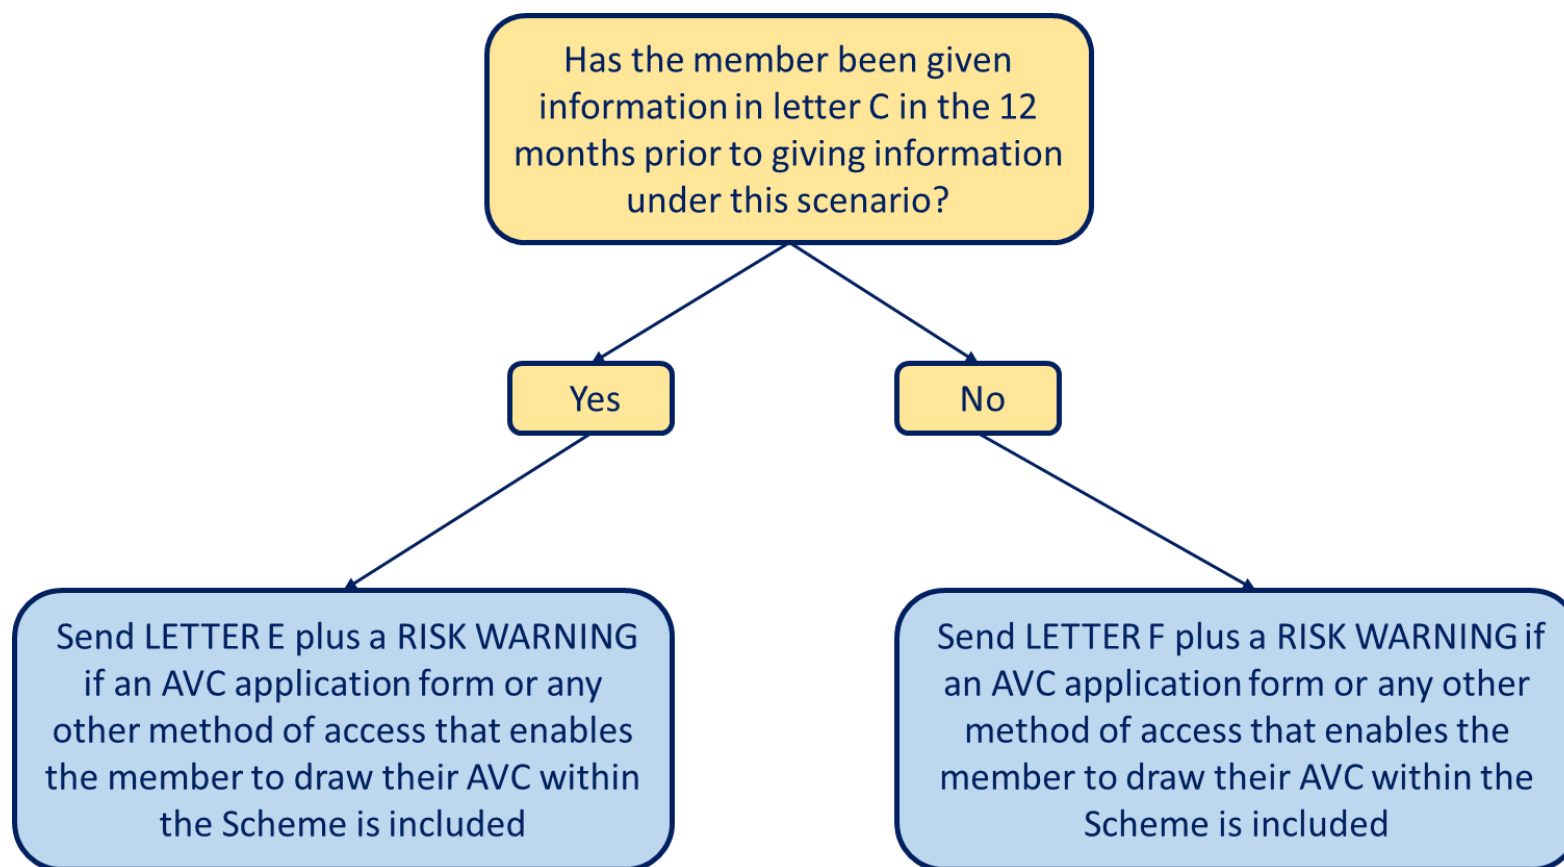 Has the member been given
information in letter C in the 12
months prior to giving information
under this scenario?
Yes
No
Send LETTER E plus a RISK WARNING
if an AVC application form or any
other method of access that enables
the member to draw their AVC within
the Scheme is included
Send LETTER F plus a RISK WARNING if
an AVC application form or any other
method of access that enables the
member to draw their AVC within the
Scheme is included